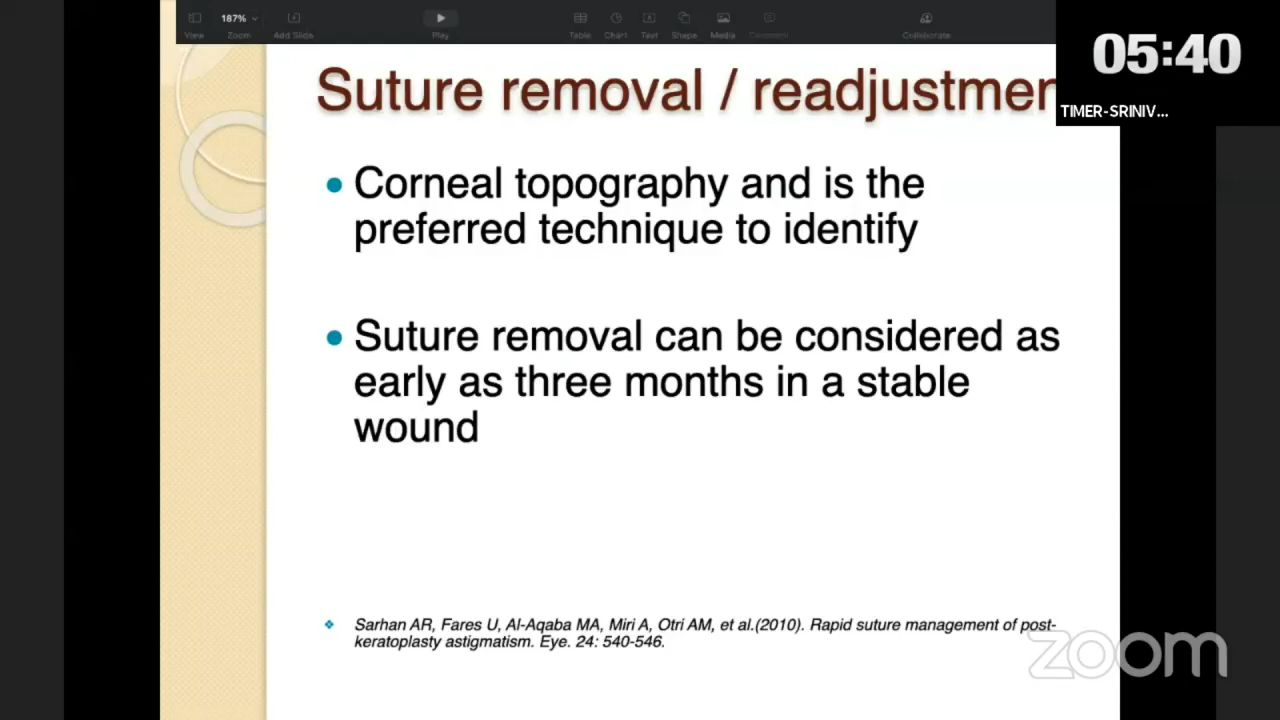 187%
View
Zoom
Add Slide
Play
Table
Chart
Text
Shape
Media
Comment
Collaborate
05:40
TIMER-SRINIV...
Suture removal / readjustmen
• Corneal topography and is the
preferred technique to identify
• Suture removal can be considered as
early as three months in a stable
wound
Sarhan AR, Fares U, Al-Aqaba MA, Miri A, Otri AM, et al.(2010). Rapid suture management of post-
keratoplasty astigmatism. Eye. 24: 540-546.
zoom